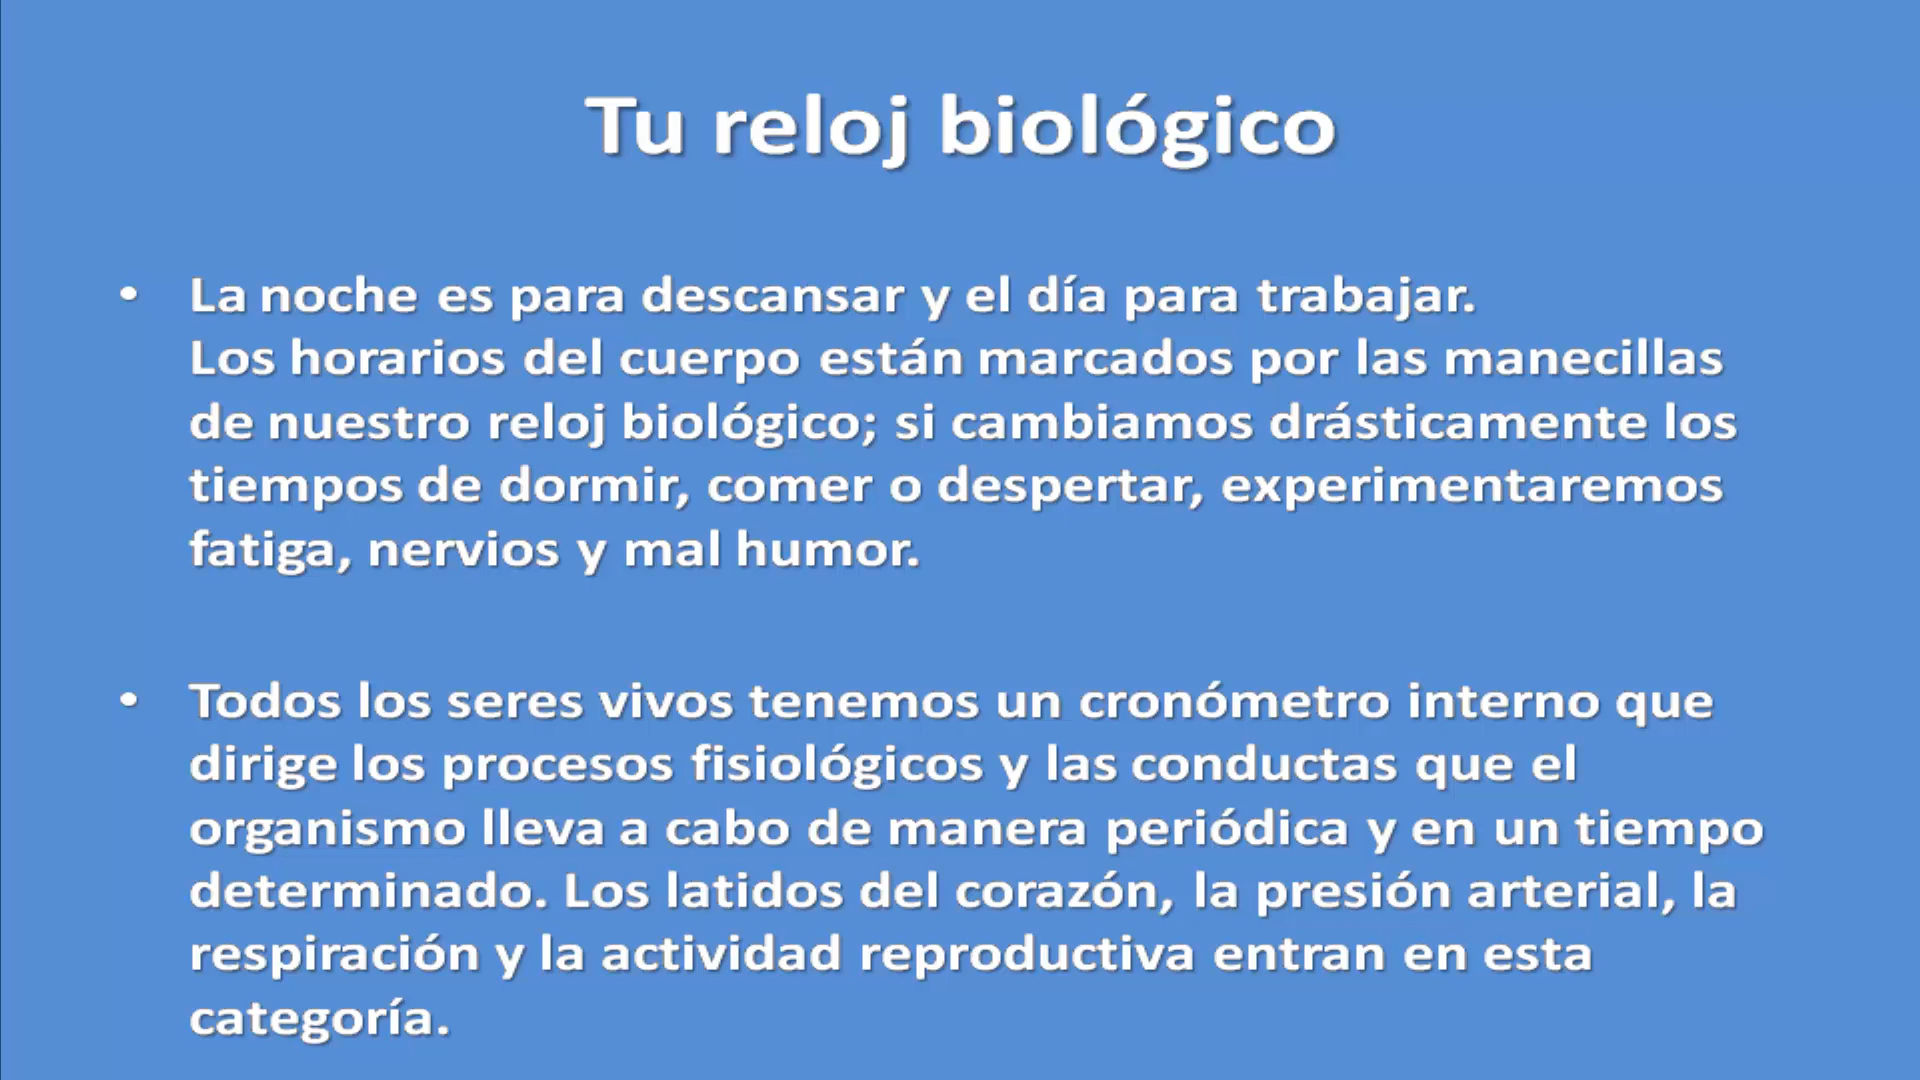 Tu reloj biológico
• La noche es para descansar y el día para trabajar.
Los horarios del cuerpo están marcados por las manecillas
de nuestro reloj biológico; si cambiamos drásticamente los
tiempos de dormir, comer o despertar, experimentaremos
fatiga, nervios y mal humor.
• Todos los seres vivos tenemos un cronómetro interno que
dirige los procesos fisiológicos y las conductas que el
organismo lleva a cabo de manera periódica y en un tiempo
determinado. Los latidos del corazón, la presión arterial, la
respiración y la actividad reproductiva entran en esta
categoría.